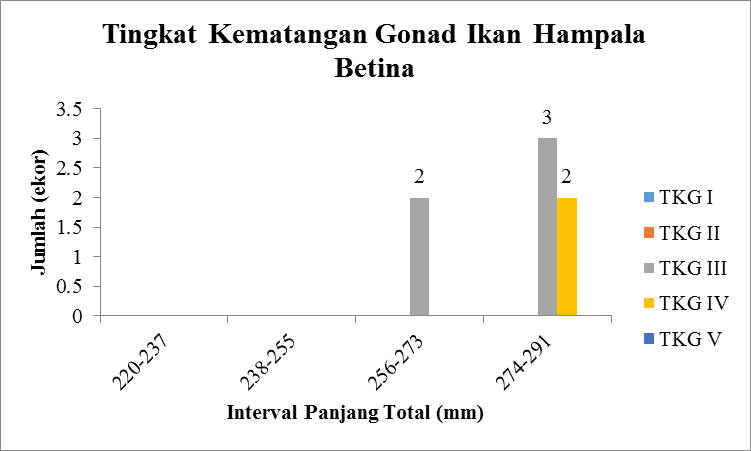 Tingkat Kematangan Gonad Ikan Hampala
Betina
Jumlah (ekor)
3.5
3
2.5
2
1.5
1
0.5
0
2
3
2
220-237
238-255
256-273
274-291
Interval Panjang Total (mm)
TKG I
TKG II
TKG III
TKG IV
TKG V